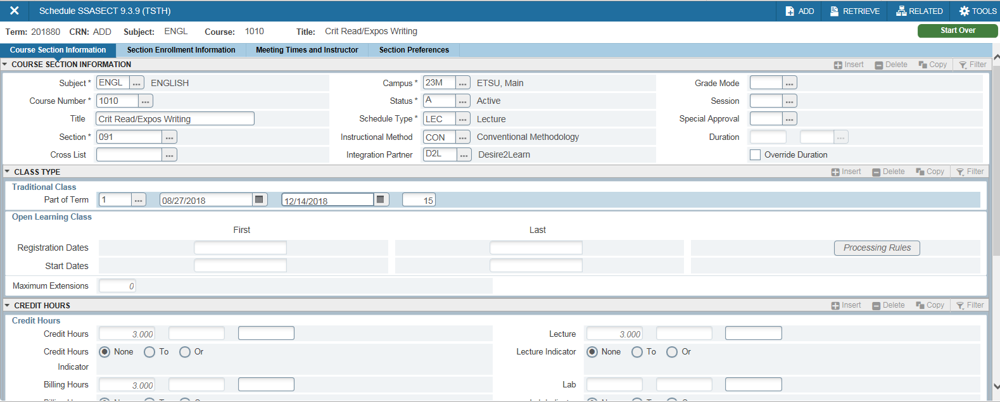 ✕ Schedule SSASECT 9.3.9 (TSTH) ADD RETRIEVE RELATED TOOLS
Term: 201880 CRN: ADD Subject: ENGL Course: 1010 Title: Crit Read/Expos Writing Start Over
Course Section Information Section Enrollment Information Meeting Times and Instructor Section Preferences
COURSE SECTION INFORMATION Insert Delete Copy Filter
Subject * ENGL ... ENGLISH Campus * 23M ... ETSU, Main Grade Mode ...
Course Number * 1010 ... Status * A ... Active Session ...
Title Crit Read/Expos Writing Schedule Type * LEC ... Lecture Special Approval ...
Section * 091 ... Instructional Method CON ... Conventional Methodology Duration ...
Cross List ... Integration Partner D2L ... Desire2Learn Override Duration
CLASS TYPE Insert Delete Copy Filter
Traditional Class
Part of Term 1 ... 08/27/2018 12/14/2018 15
Open Learning Class
First Last
Registration Dates Processing Rules
Start Dates
Maximum Extensions 0
CREDIT HOURS Insert Delete Copy Filter
Credit Hours
Credit Hours 3.000 Lecture 3.000
Credit Hours None To Or Lecture Indicator None To Or
Indicator
Billing Hours 3.000 Lab